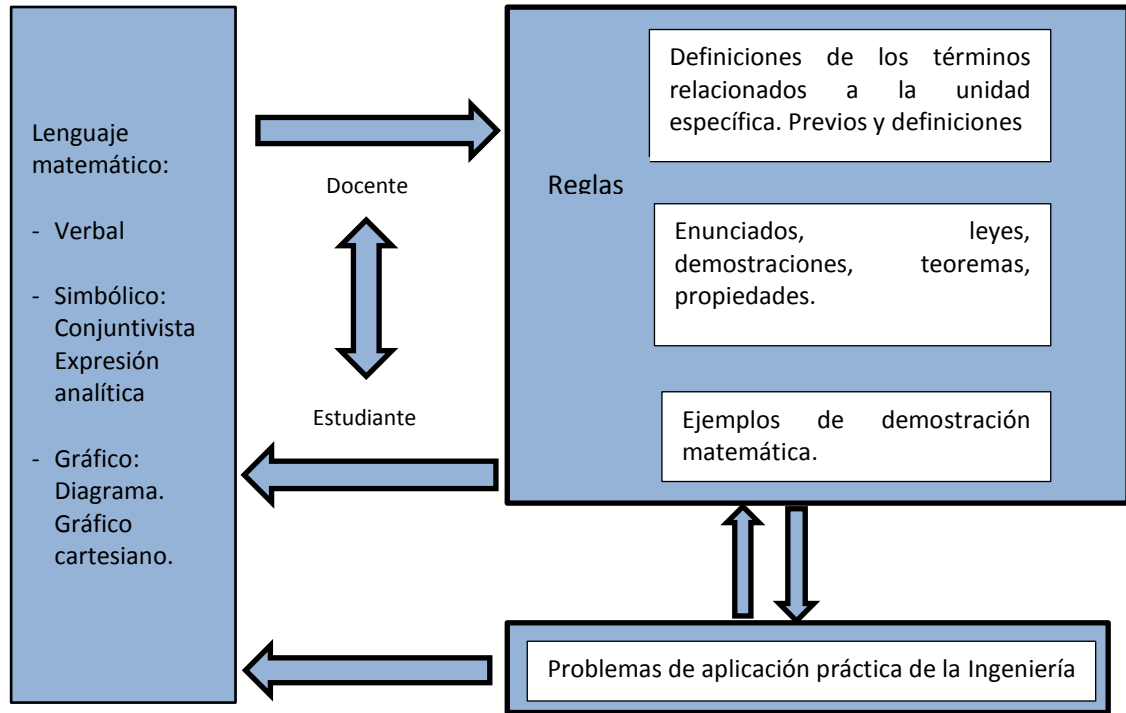 Lenguaje
matemático:
- Verbal
- Simbólico:
Conjuntivista
Expresión
analítica
- Gráfico:
Diagrama.
Gráfico
cartesiano.
Docente
Estudiante
Reglas
Definiciones de los términos
relacionados a la unidad
específica. Previos y definiciones
Enunciados, leyes,
demostraciones, teoremas,
propiedades.
Ejemplos de demostración
matemática.
Problemas de aplicación práctica de la Ingeniería